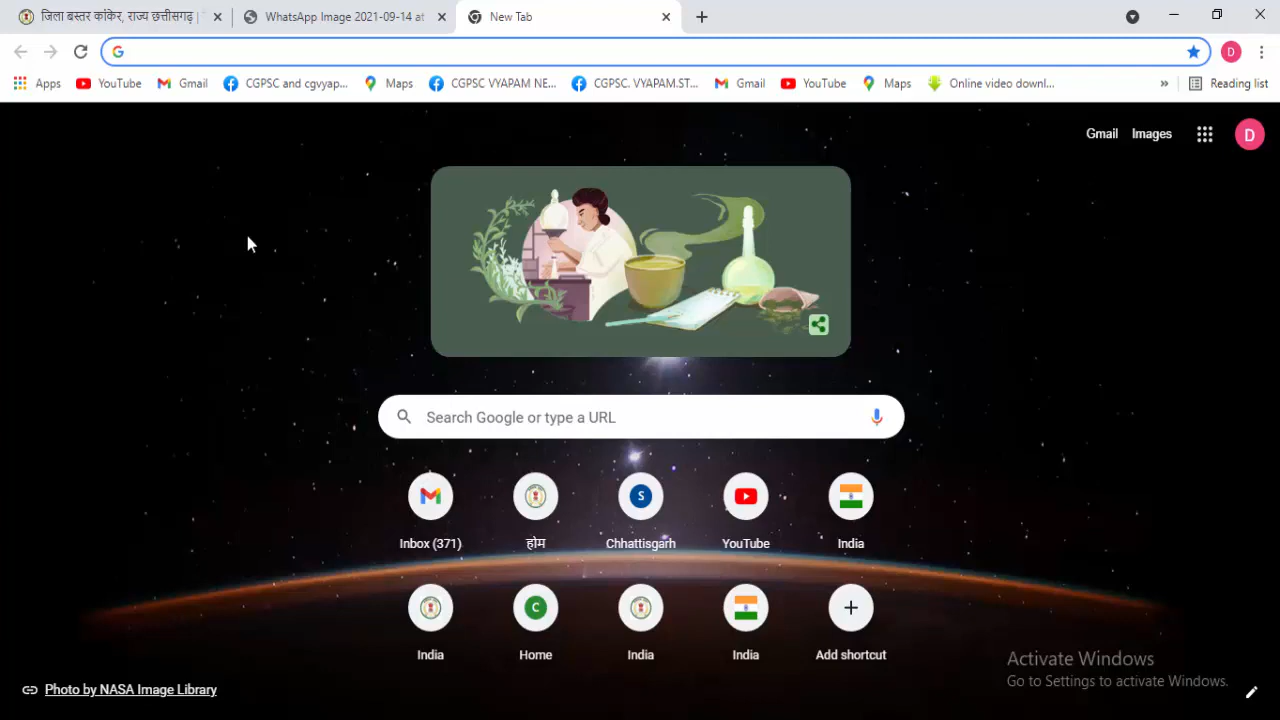 जिला बस्तर कांकेर, राज्य छत्तीसगढ़ |
WhatsApp Image 2021-09-14 at
New Tab
D
Apps
YouTube
Gmail
CGPSC and cgvyap...
Maps
CGPSC VYAPAM NE...
CGPSC. VYAPAM.ST...
Gmail
YouTube
Maps
Online video downl...
»
Reading list
Gmail
Images
D
Search Google or type a URL
S
Inbox (371)
होम
Chhattisgarh
YouTube
India
C
India
Home
India
India
Add shortcut
Activate Windows
Go to Settings to activate Windows.
Photo by NASA Image Library